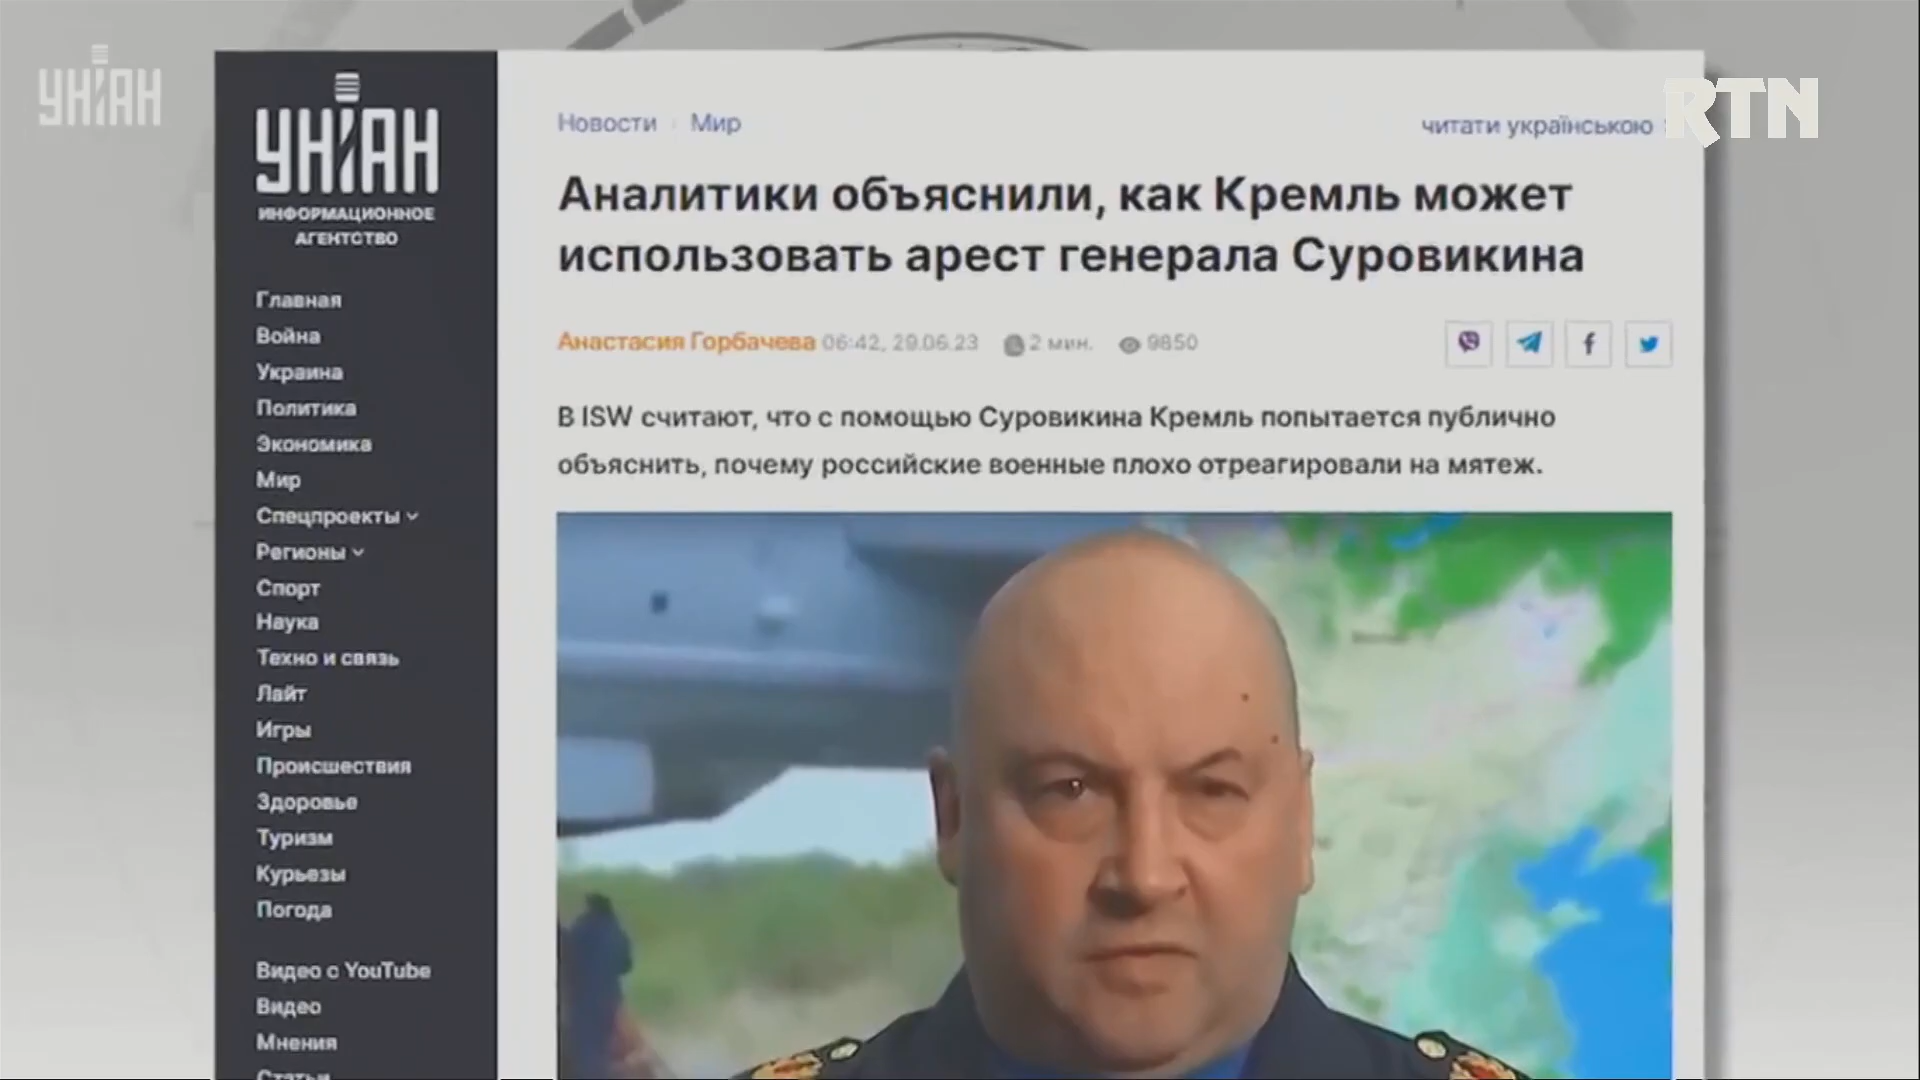 УНІАН
RTN
УНІАН
ИНФОРМАЦИОННОЕ
АГЕНТСТВО
Главная
Война
Украина
Политика
Экономика
Мир
Спецпроекты
Регионы
Спорт
Наука
Техно и связь
Лайт
Игры
Происшествия
Здоровье
Туризм
Курьезы
Погода
Видео с YouTube
Видео
Мнения
Статьи
Новости Мир
читати українською
Аналитики объяснили, как Кремль может
использовать арест генерала Суровикина
Анастасия Горбачева 06:42, 29.06.23 2 мин. 9850
В ISW считают, что с помощью Суровикина Кремль попытается публично
объяснить, почему российские военные плохо отреагировали на мятеж.